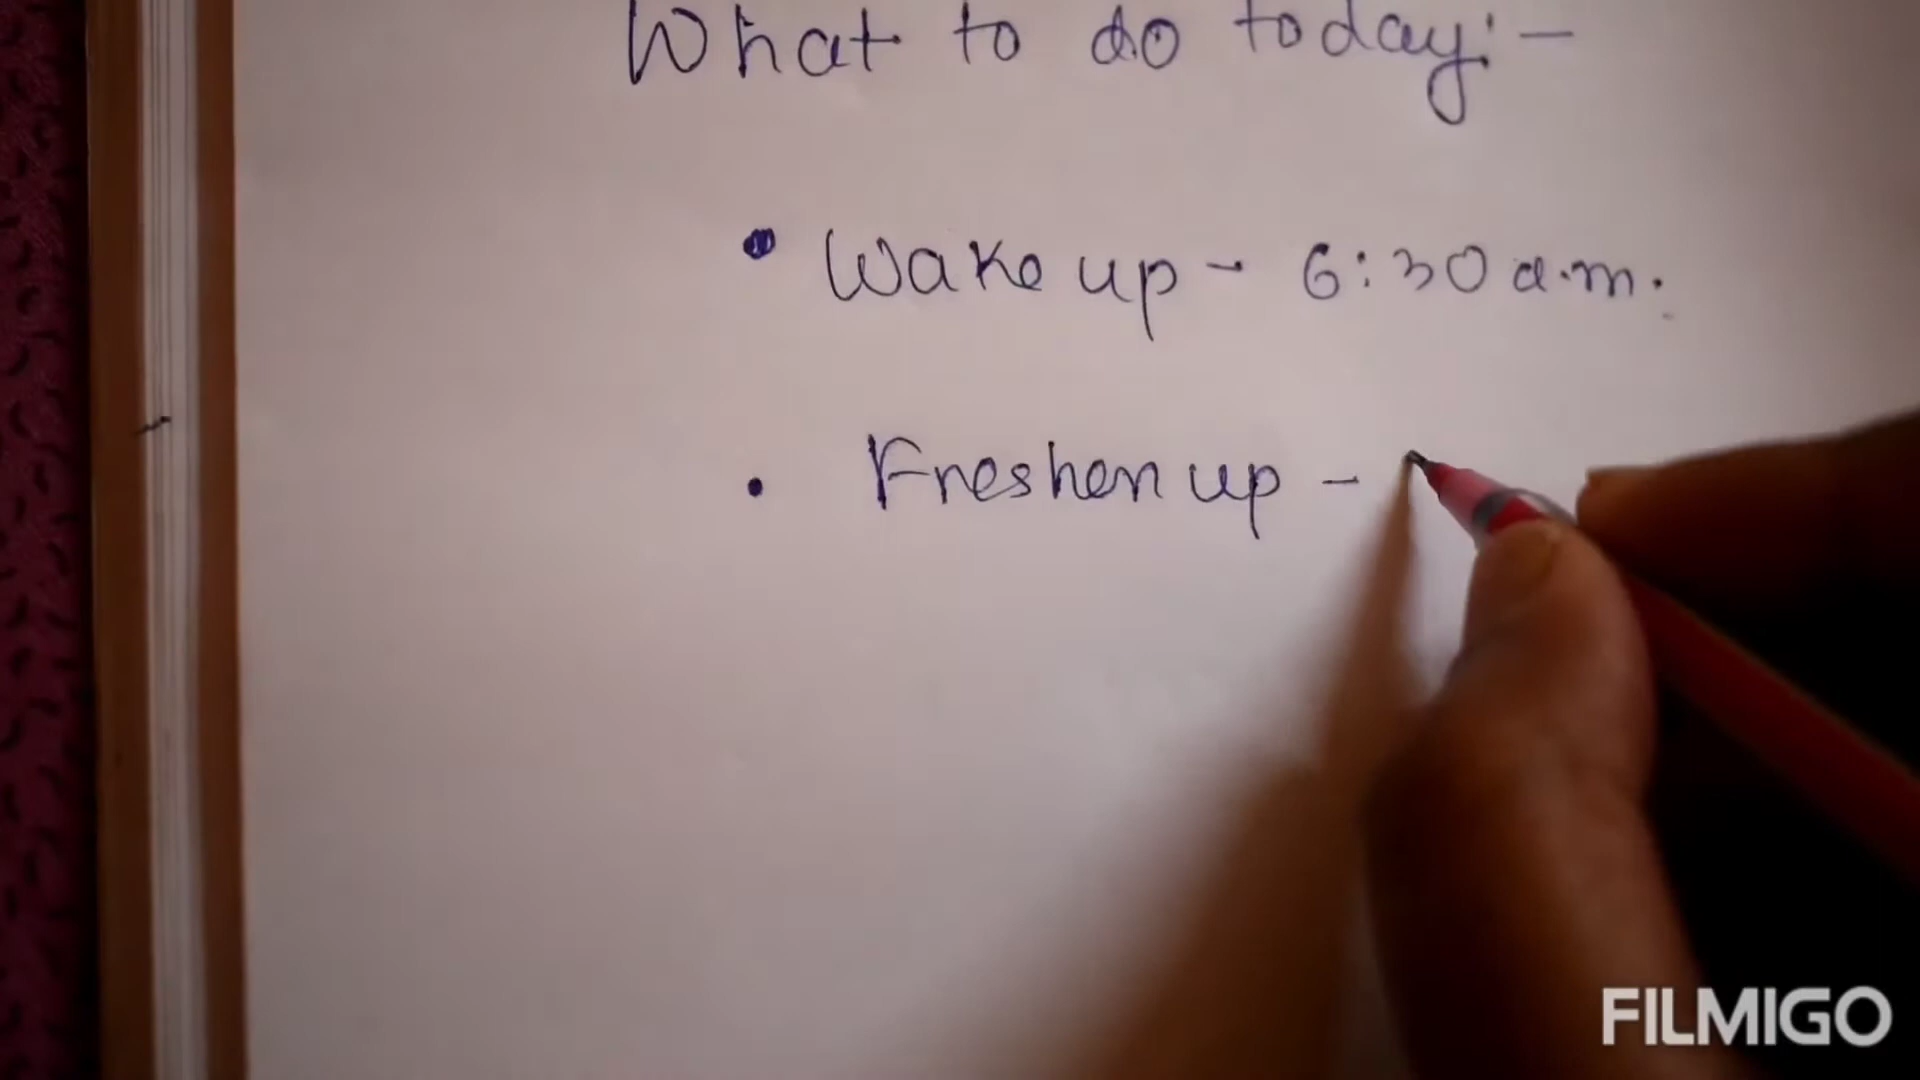 What to do today:-
• Wake up - 6:30 a.m.
• Freshen up -
FILMIGO